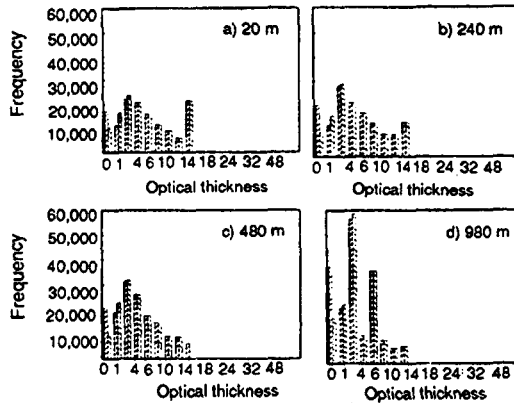 60,000
50,000
40,000
30,000
20,000
10,000
Frequency
a) 20 m
0 1 4 6 8 10 14 18 24 32 48
Optical thickness
b) 240 m
0 1 4 6 8 10 14 18 24 32 48
Optical thickness
60,000
50,000
40,000
30,000
20,000
10,000
Frequency
c) 480 m
0 1 4 6 8 10 14 18 24 32 48
Optical thickness
d) 980 m
0 1 4 6 8 10 14 18 24 32 48
Optical thickness